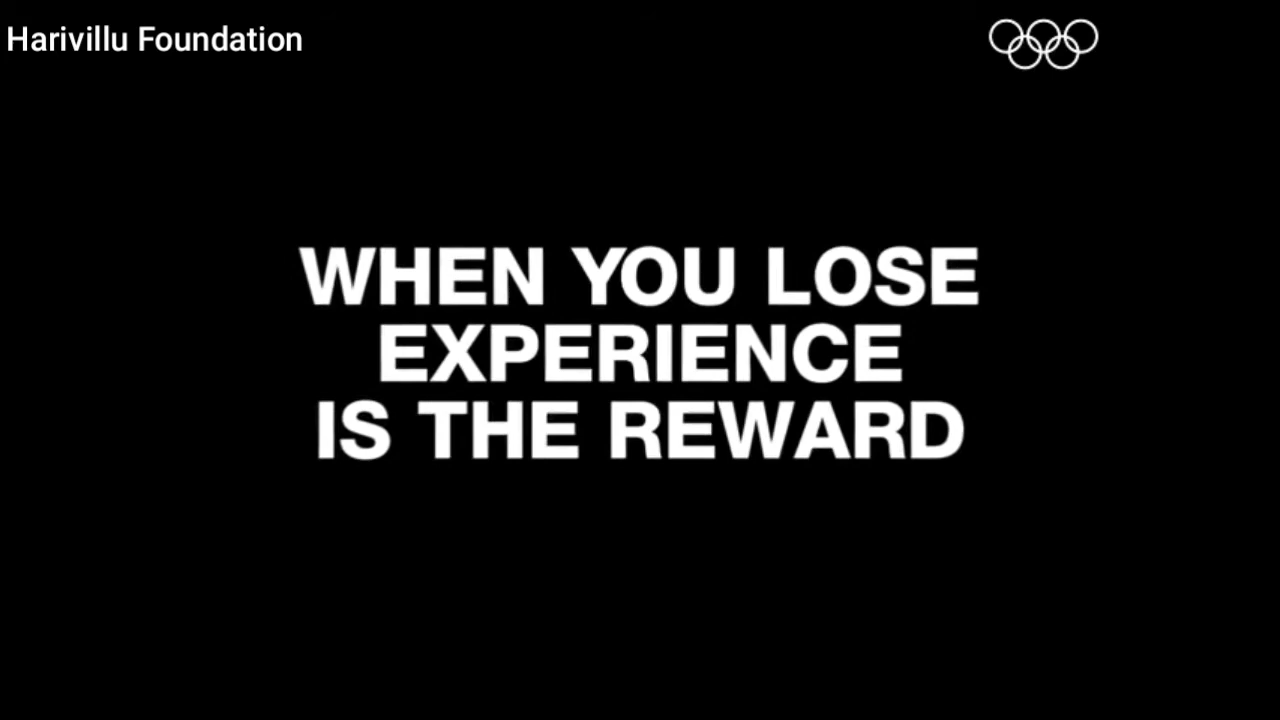 Harivillu Foundation
WHEN YOU LOSE
EXPERIENCE
IS THE REWARD